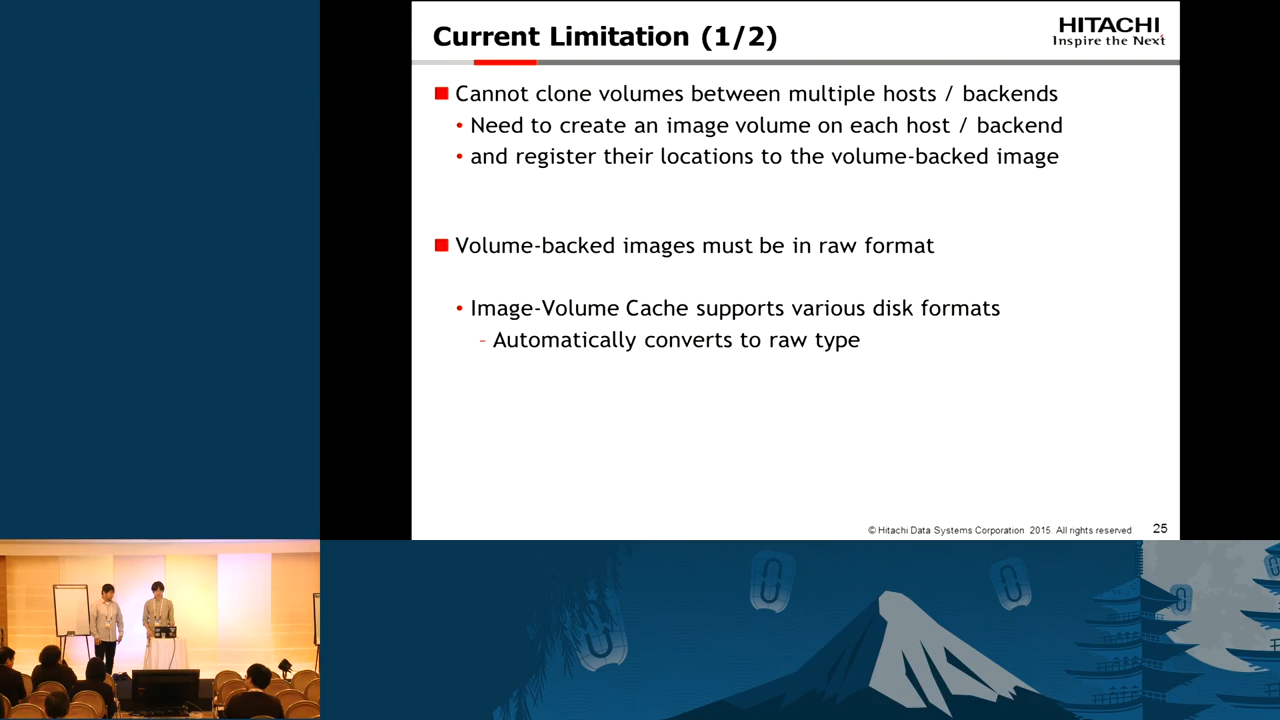 Current Limitation (1/2)
HITACHI
Inspire the Next
Cannot clone volumes between multiple hosts / backends
• Need to create an image volume on each host / backend
• and register their locations to the volume-backed image
Volume-backed images must be in raw format
• Image-Volume Cache supports various disk formats
- Automatically converts to raw type
© Hitachi Data Systems Corporation 2015. All rights reserved.
25